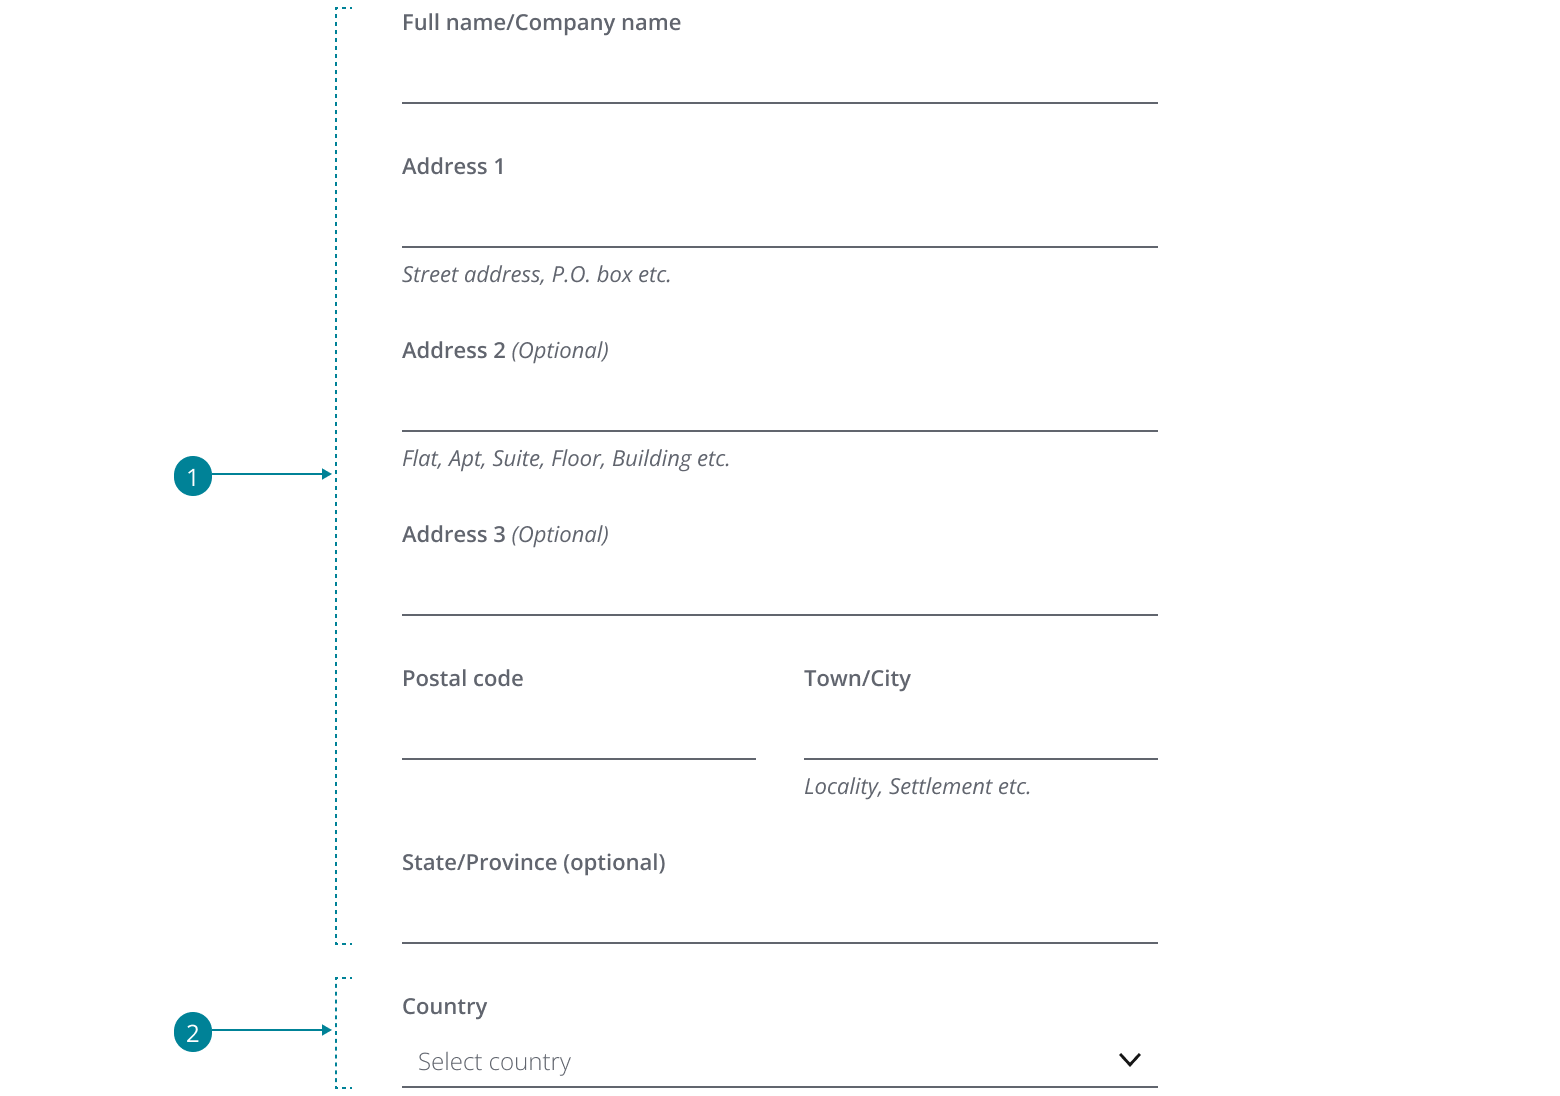 Full name/Company name
Address 1
Street address, P.O. box etc.
Address 2 (Optional)
Flat, Apt, Suite, Floor, Building etc.
1
Address 3 (Optional)
Postal code
Town/City
Locality, Settlement etc.
State/Province (optional)
Country
2
Select country